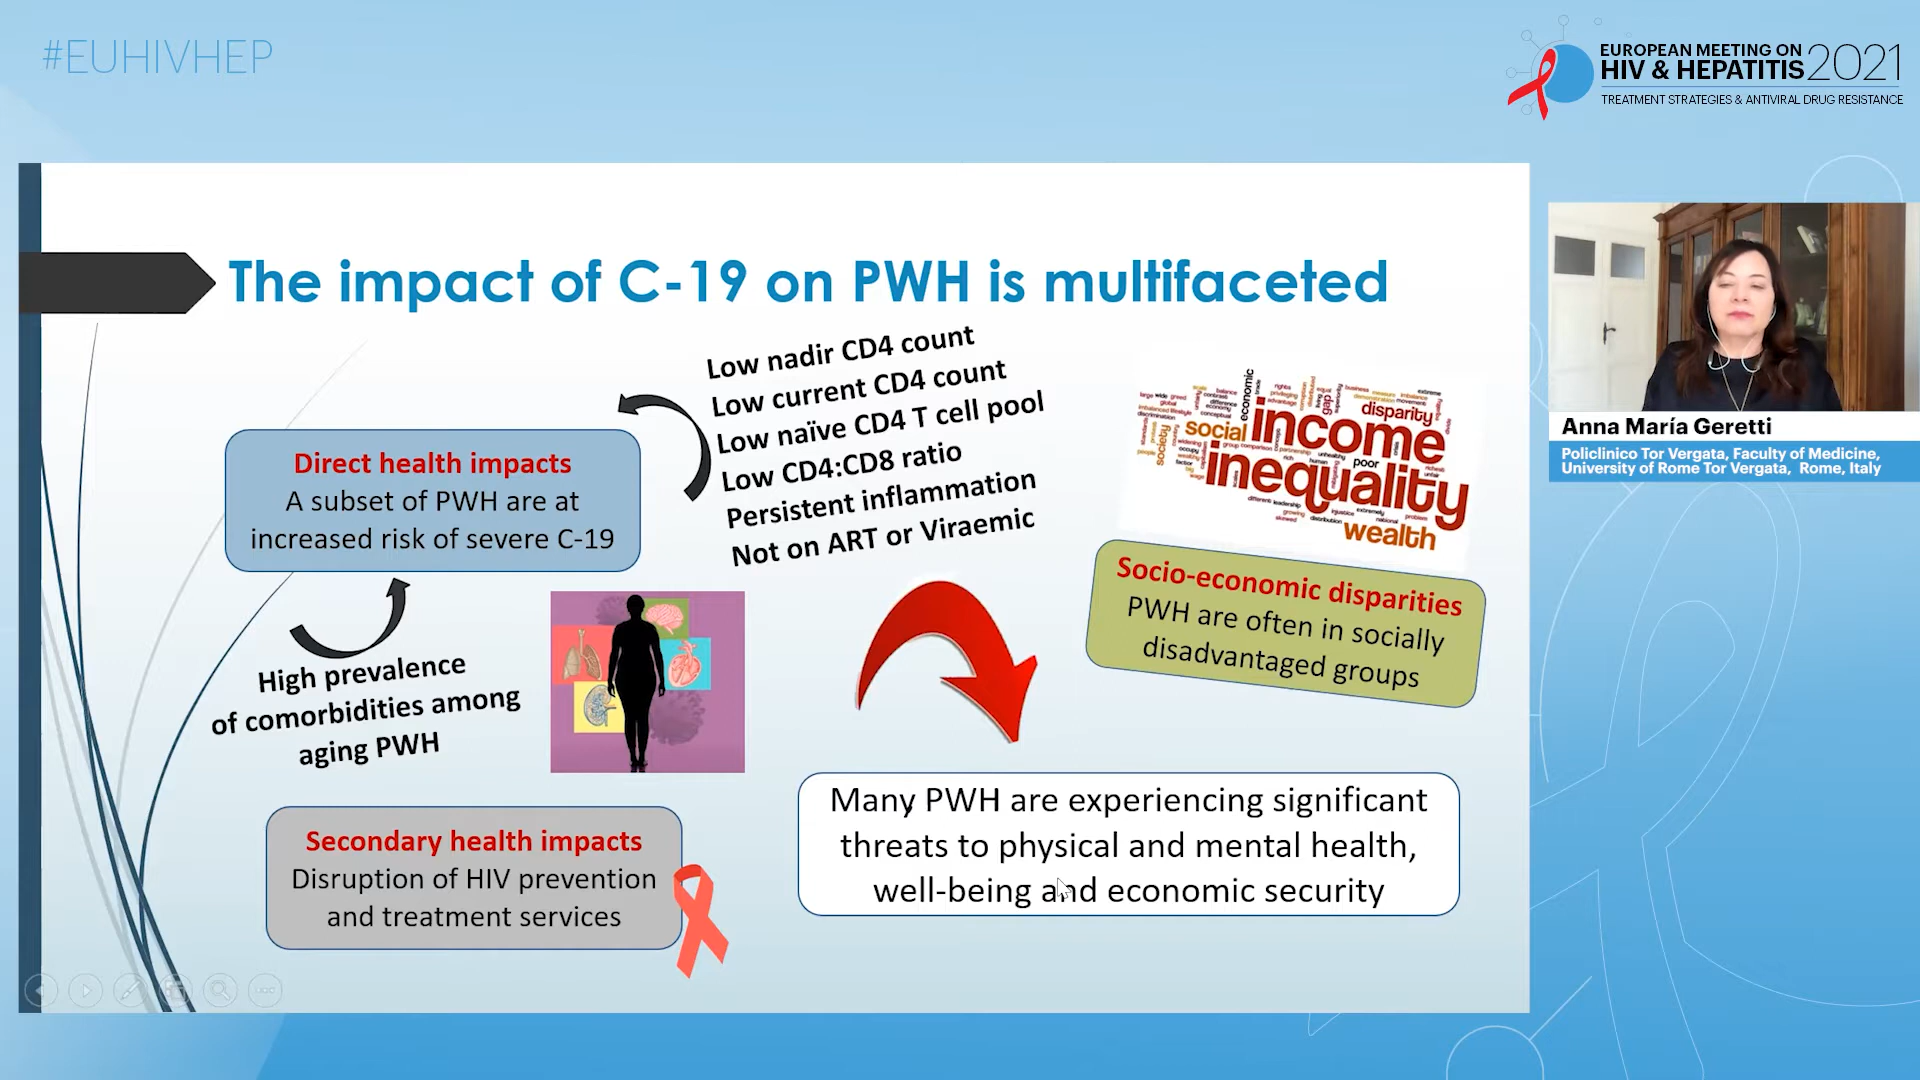 #EUHIVHEP
EUROPEAN MEETING ON
HIV & HEPATITIS 2021
TREATMENT STRATEGIES & ANTIVIRAL DRUG RESISTANCE
The impact of C-19 on PWH is multifaceted
Low nadir CD4 count
Low current CD4 count
Low naïve CD4 T cell pool
Low CD4:CD8 ratio
Persistent inflammation
Not on ART or Viraemic
Direct health impacts
A subset of PWH are at
increased risk of severe C-19
High prevalence
of comorbidities among
aging PWH
economic
gap
disparity
social
income
society
poor
inequality
wealth
Socio-economic disparities
PWH are often in socially
disadvantaged groups
Secondary health impacts
Disruption of HIV prevention
and treatment services
Many PWH are experiencing significant
threats to physical and mental health,
well-being and economic security
Anna María Geretti
Policlinico Tor Vergata, Faculty of Medicine,
University of Rome Tor Vergata, Rome, Italy